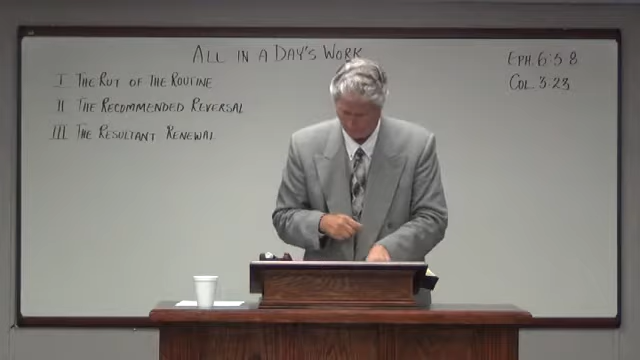 ALL IN A DAY'S WORK
I THE RUT OF THE ROUTINE
II THE RECOMMENDED REVERSAL
III THE RESULTANT RENEWAL
EPH. 6:5-8
COL. 3:23